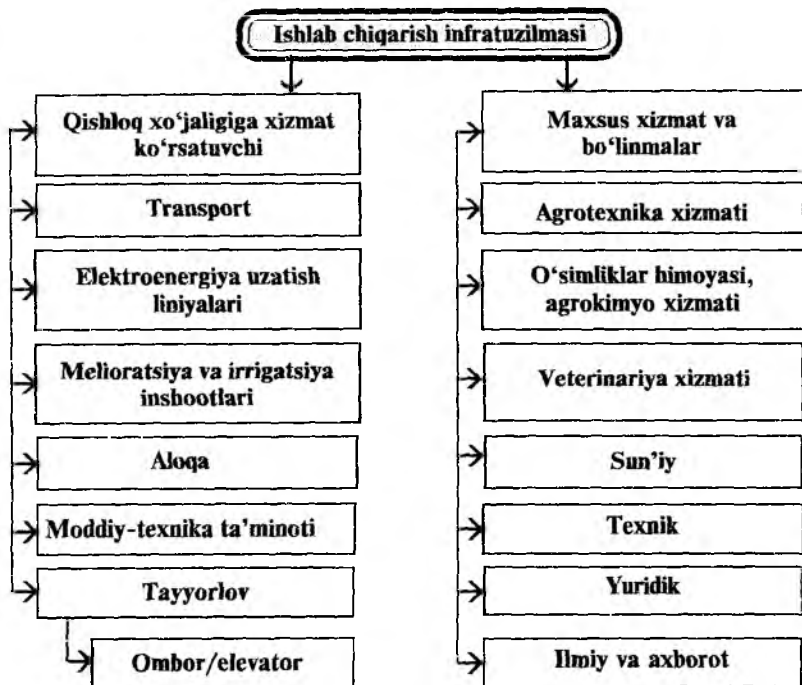 Ishlab chiqarish infratuzilmasi
Qishloq xo‘jaligiga xizmat
ko‘rsatuvchi
Transport
Elektroenergiya uzatish
liniyalari
Melioratsiya va irrigatsiya
inshootlari
Aloqa
Moddiy-texnika ta’minoti
Tayyorlov
Ombor/elevator
Maxsus xizmat va
bo‘linmalar
Agrotexnika xizmati
O‘simliklar himoyasi,
agrokimyo xizmati
Veterinariya xizmati
Sun’iy
Texnik
Yuridik
Ilmiy va axborot